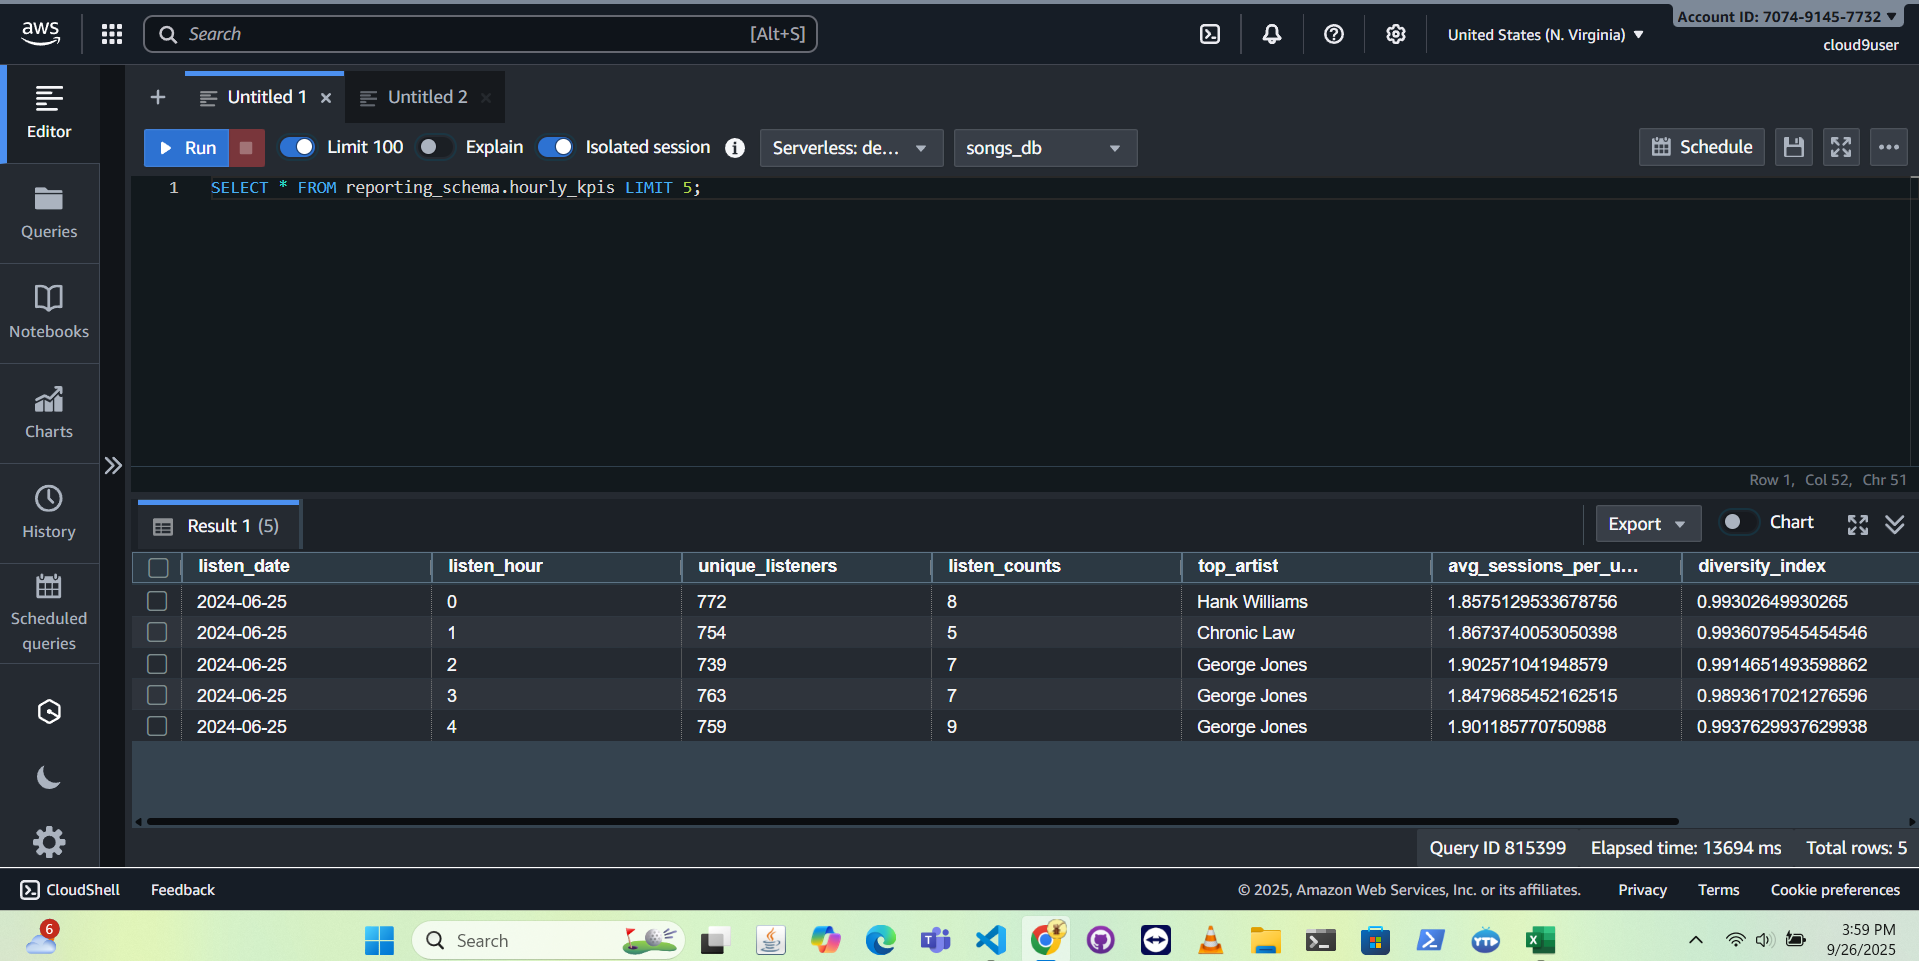 aws
Search
[Alt+S]
United States (N. Virginia)
Account ID: 7074-9145-7732
cloud9user
Editor
Queries
Notebooks
Charts
History
Scheduled
queries
Untitled 1
Untitled 2
Run
Limit 100
Explain
Isolated session
Serverless: de...
songs_db
Schedule
1 SELECT * FROM reporting_schema.hourly_kpis LIMIT 5;
Row 1, Col 52, Chr 51
Result 1 (5)
Export
Chart
listen_date listen_hour unique_listeners listen_counts top_artist avg_sessions_per_u... diversity_index
2024-06-25 0 772 8 Hank Williams 1.8575129533678756 0.99302649930265
2024-06-25 1 754 5 Chronic Law 1.8673740053050398 0.9936079545454546
2024-06-25 2 739 7 George Jones 1.902571041948579 0.9914651493598862
2024-06-25 3 763 7 George Jones 1.8479685452162515 0.9893617021276596
2024-06-25 4 759 9 George Jones 1.901185770750988 0.9937629937629938
Query ID 815399 Elapsed time: 13694 ms Total rows: 5
CloudShell Feedback
© 2025, Amazon Web Services, Inc. or its affiliates. Privacy Terms Cookie preferences
6
Search
YTD
3:59 PM
9/26/2025